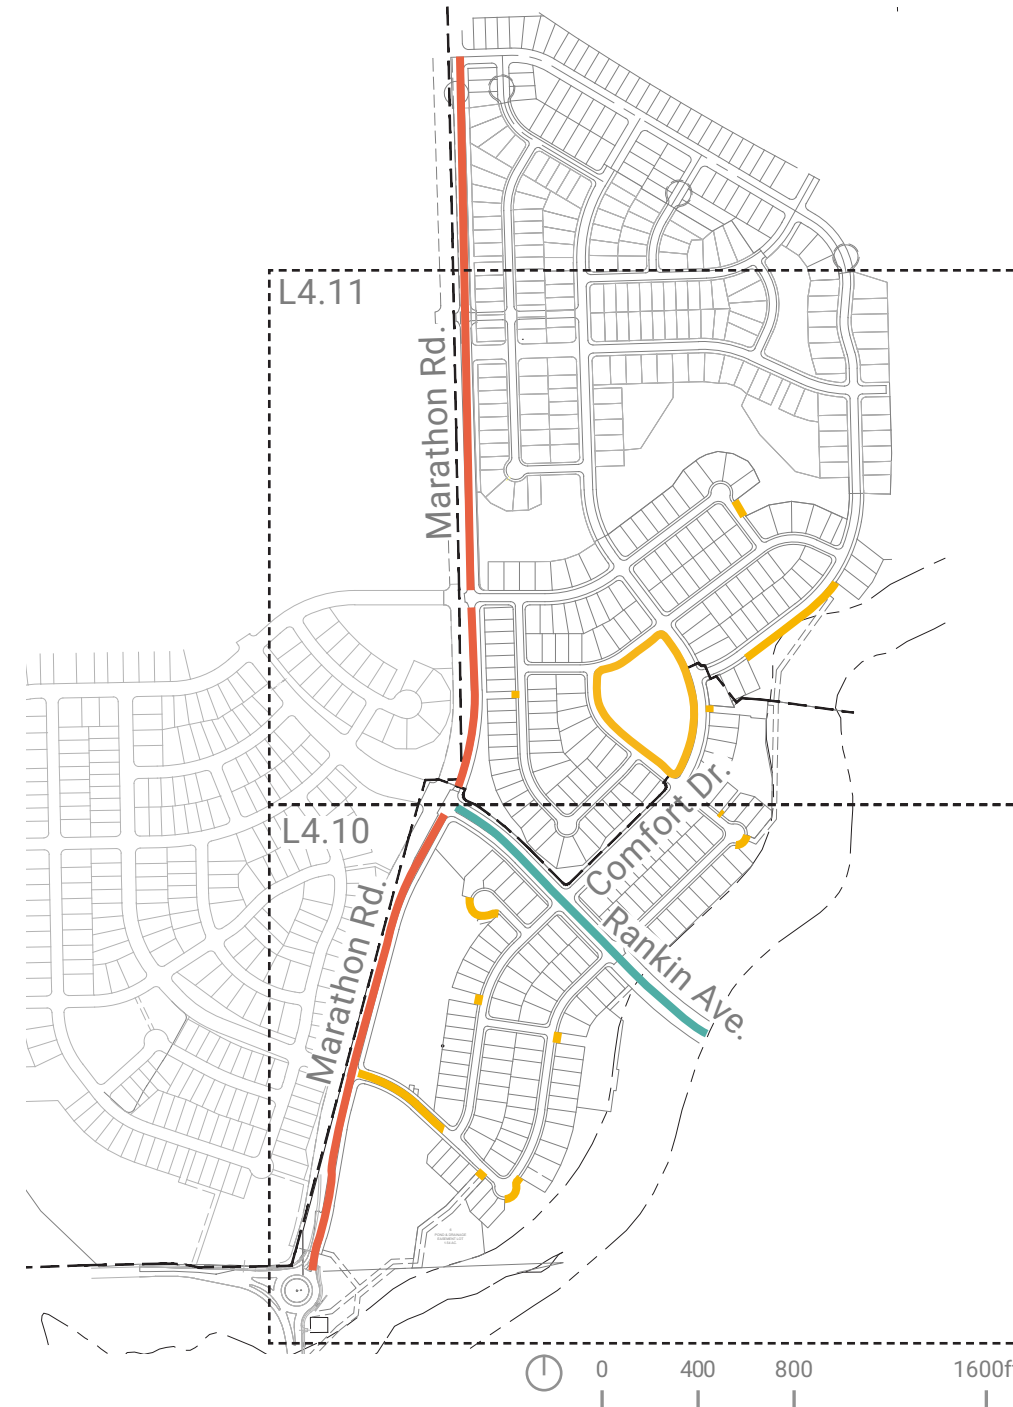 L4.11
Marathon Rd.
L4.10
Comfort Dr.
Rankin Ave.
Marathon Rd.
0 400 800 1600f